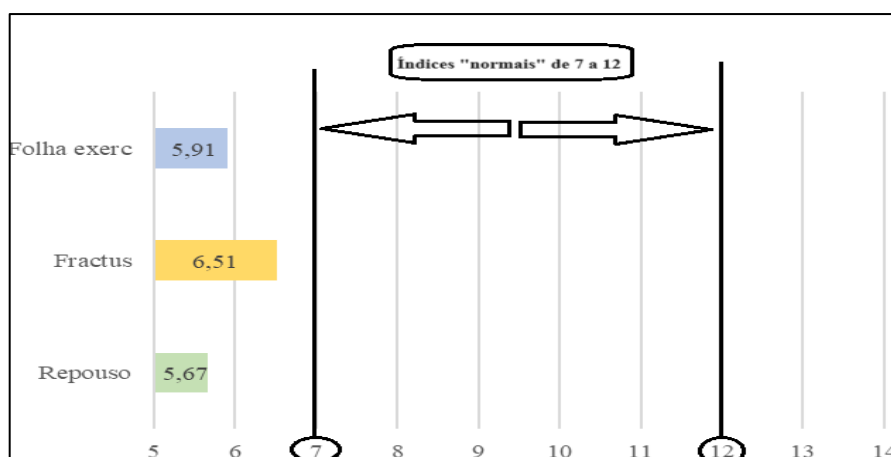 Índices "normais" de 7 a 12
Folha exerc
5,91
Fractus
6,51
Repouso
5,67
5 6 7 8 9 10 11 12 13 14